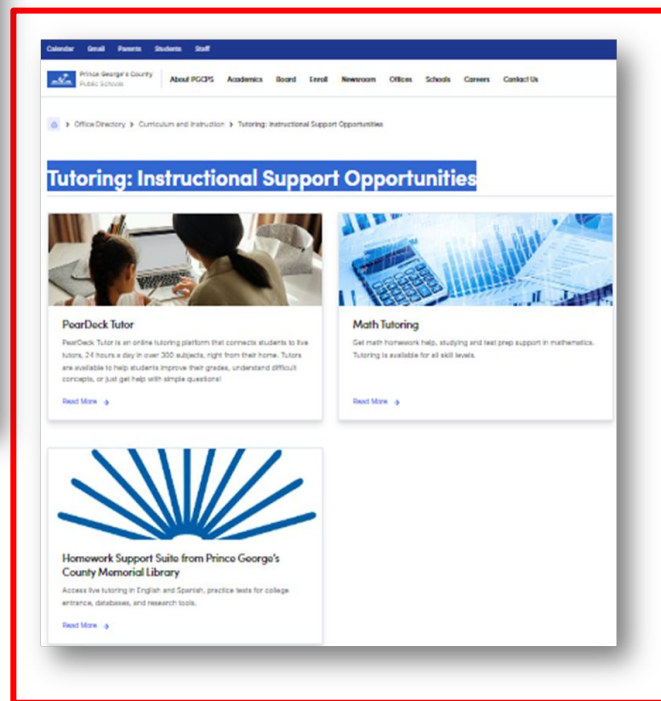 Calendar Gmail Parents Students Staff
Prince George's County
Public Schools
About PGCPS Academics Board Enroll Newsroom Offices Schools Careers Contact Us
> Office Directory > Curriculum and Instruction > Tutoring: Instructional Support Opportunities
Tutoring: Instructional Support Opportunities
PearDeck Tutor
PearDeck Tutor is an online tutoring platform that connects students to live
tutors, 24 hours a day in over 300 subjects, right from their home. Tutors
are available to help students improve their grades, understand difficult
concepts, or just get help with simple questions!
Read More →
Math Tutoring
Get math homework help, studying and test prep support in mathematics.
Tutoring is available for all skill levels.
Read More →
Homework Support Suite from Prince George's
County Memorial Library
Access live tutoring in English and Spanish, practice tests for college
entrance, databases, and research tools.
Read More →